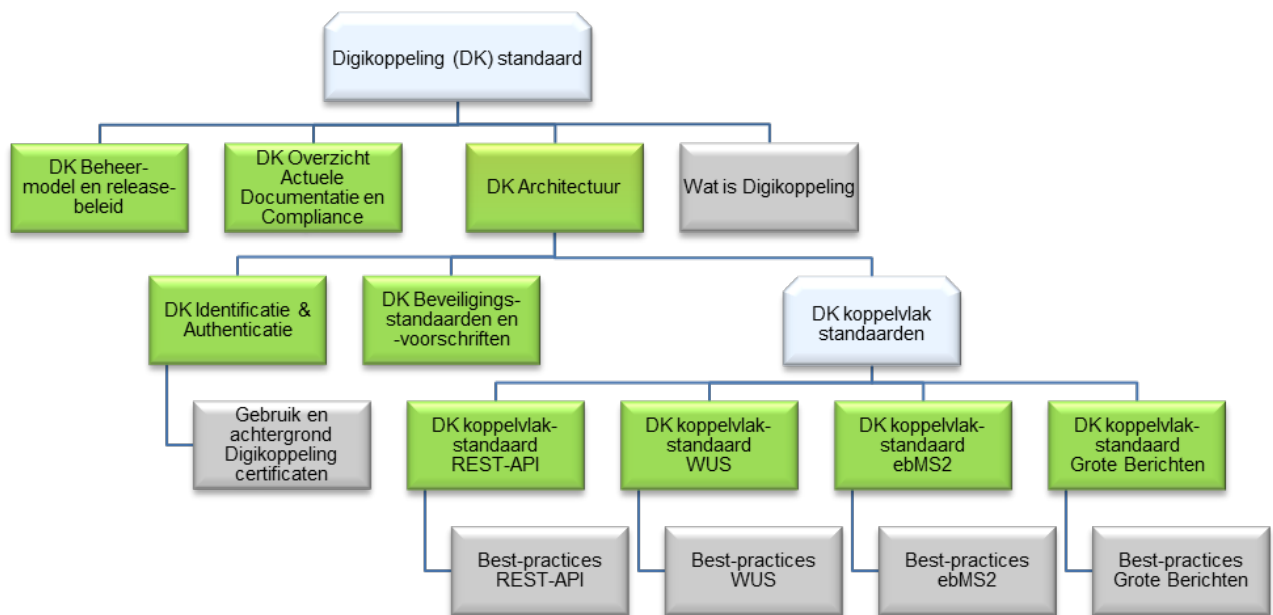 Digikoppeling (DK) standaard
DK Beheer-
model en release-
beleid
DK Overzicht
Actuele
Documentatie en
Compliance
DK Architectuur
Wat is Digikoppeling
DK Identificatie &
Authenticatie
DK Beveiligings-
standaarden en
-voorschriften
DK koppelvlak
standaarden
Gebruik en
achtergrond
Digikoppeling
certificaten
DK koppelvlak-
standaard
REST-API
DK koppelvlak-
standaard
WUS
DK koppelvlak-
standaard
ebMS2
DK koppelvlak-
standaard
Grote Berichten
Best-practices
REST-API
Best-practices
WUS
Best-practices
ebMS2
Best-practices
Grote Berichten